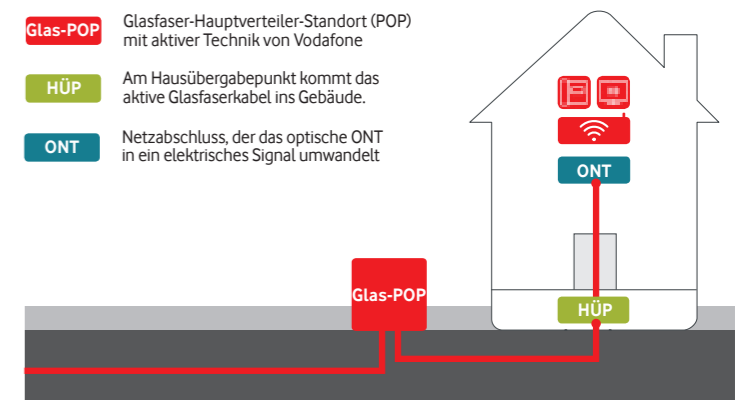 Glas-POP
Glasfaser-Hauptverteiler-Standort (POP)
mit aktiver Technik von Vodafone
HÜP
Am Hausübergabepunkt kommt das
aktive Glasfaserkabel ins Gebäude.
ONT
Netzabschluss, der das optische ONT
in ein elektrisches Signal umwandelt
ONT
Glas-POP
HÜP